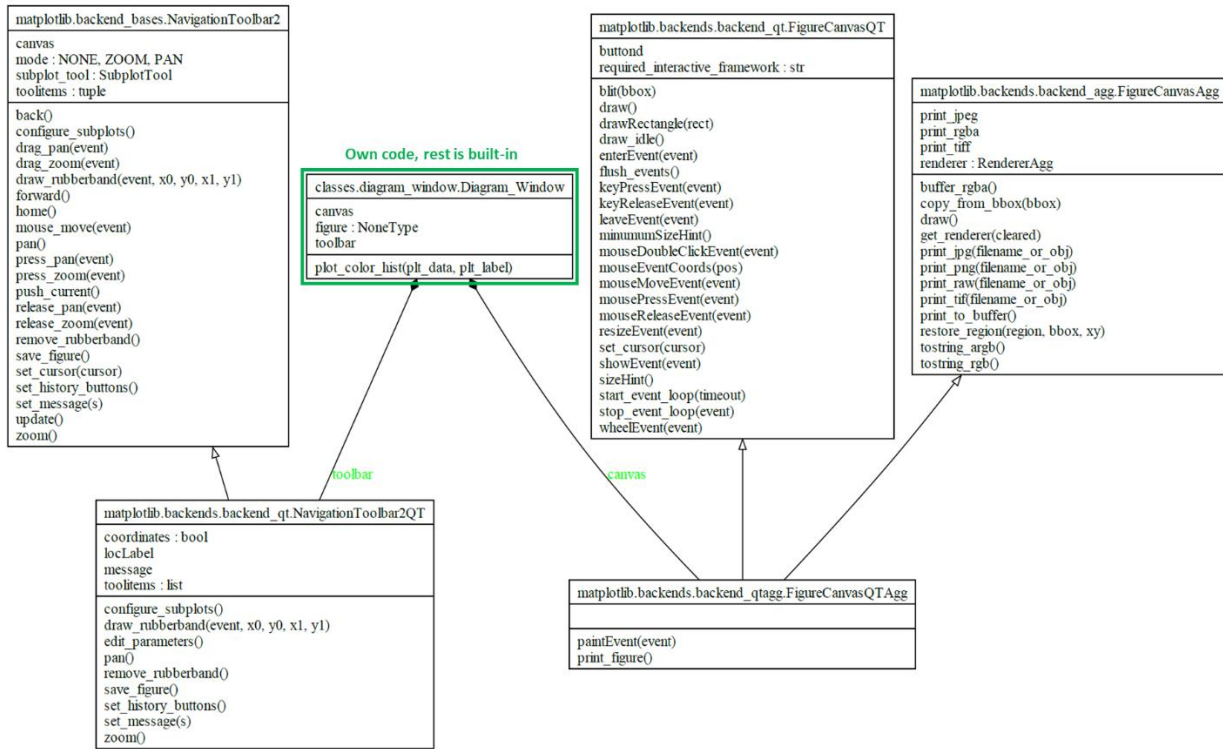 matplotlib.backend_bases.NavigationToolbar2
canvas
mode : NONE, ZOOM, PAN
subplot_tool : SubplotTool
toolitems : tuple
back()
configure_subplots()
drag_pan(event)
drag_zoom(event)
draw_rubberband(event, x0, y0, x1, y1)
forward()
home()
mouse_move(event)
pan()
press_pan(event)
press_zoom(event)
push_current()
release_pan(event)
release_zoom(event)
remove_rubberband()
save_figure()
set_cursor(cursor)
set_history_buttons()
set_message(s)
update()
zoom()
Own code, rest is built-in
classes.diagram_window.Diagram_Window
canvas
figure : NoneType
toolbar
plot_color_hist(plt_data, plt_label)
matplotlib.backends.backend_qt.FigureCanvasQT
buttond
required_interactive_framework : str
blit(bbox)
draw()
drawRectangle(rect)
draw_idle()
enterEvent(event)
flush_events()
keyPressEvent(event)
keyReleaseEvent(event)
leaveEvent(event)
minumumSizeHint()
mouseDoubleClickEvent(event)
mouseEventCoords(pos)
mouseMoveEvent(event)
mousePressEvent(event)
mouseReleaseEvent(event)
resizeEvent(event)
set_cursor(cursor)
showEvent(event)
sizeHint()
start_event_loop(timeout)
stop_event_loop(event)
wheelEvent(event)
matplotlib.backends.backend_agg.FigureCanvasAgg
print_jpeg
print_rgba
print_tiff
renderer : RendererAgg
buffer_rgba()
copy_from_bbox(bbox)
draw()
get_renderer(cleared)
print_jpg(filename_or_obj)
print_png(filename_or_obj)
print_raw(filename_or_obj)
print_tif(filename_or_obj)
print_to_buffer()
restore_region(region, bbox, xy)
tostring_argb()
tostring_rgb()
toolbar
canvas
matplotlib.backends.backend_qt.NavigationToolbar2QT
coordinates : bool
locLabel
message
toolitems : list
configure_subplots()
draw_rubberband(event, x0, y0, x1, y1)
edit_parameters()
pan()
remove_rubberband()
save_figure()
set_history_buttons()
set_message(s)
zoom()
matplotlib.backends.backend_qtagg.FigureCanvasQTAgg
paintEvent(event)
print_figure()